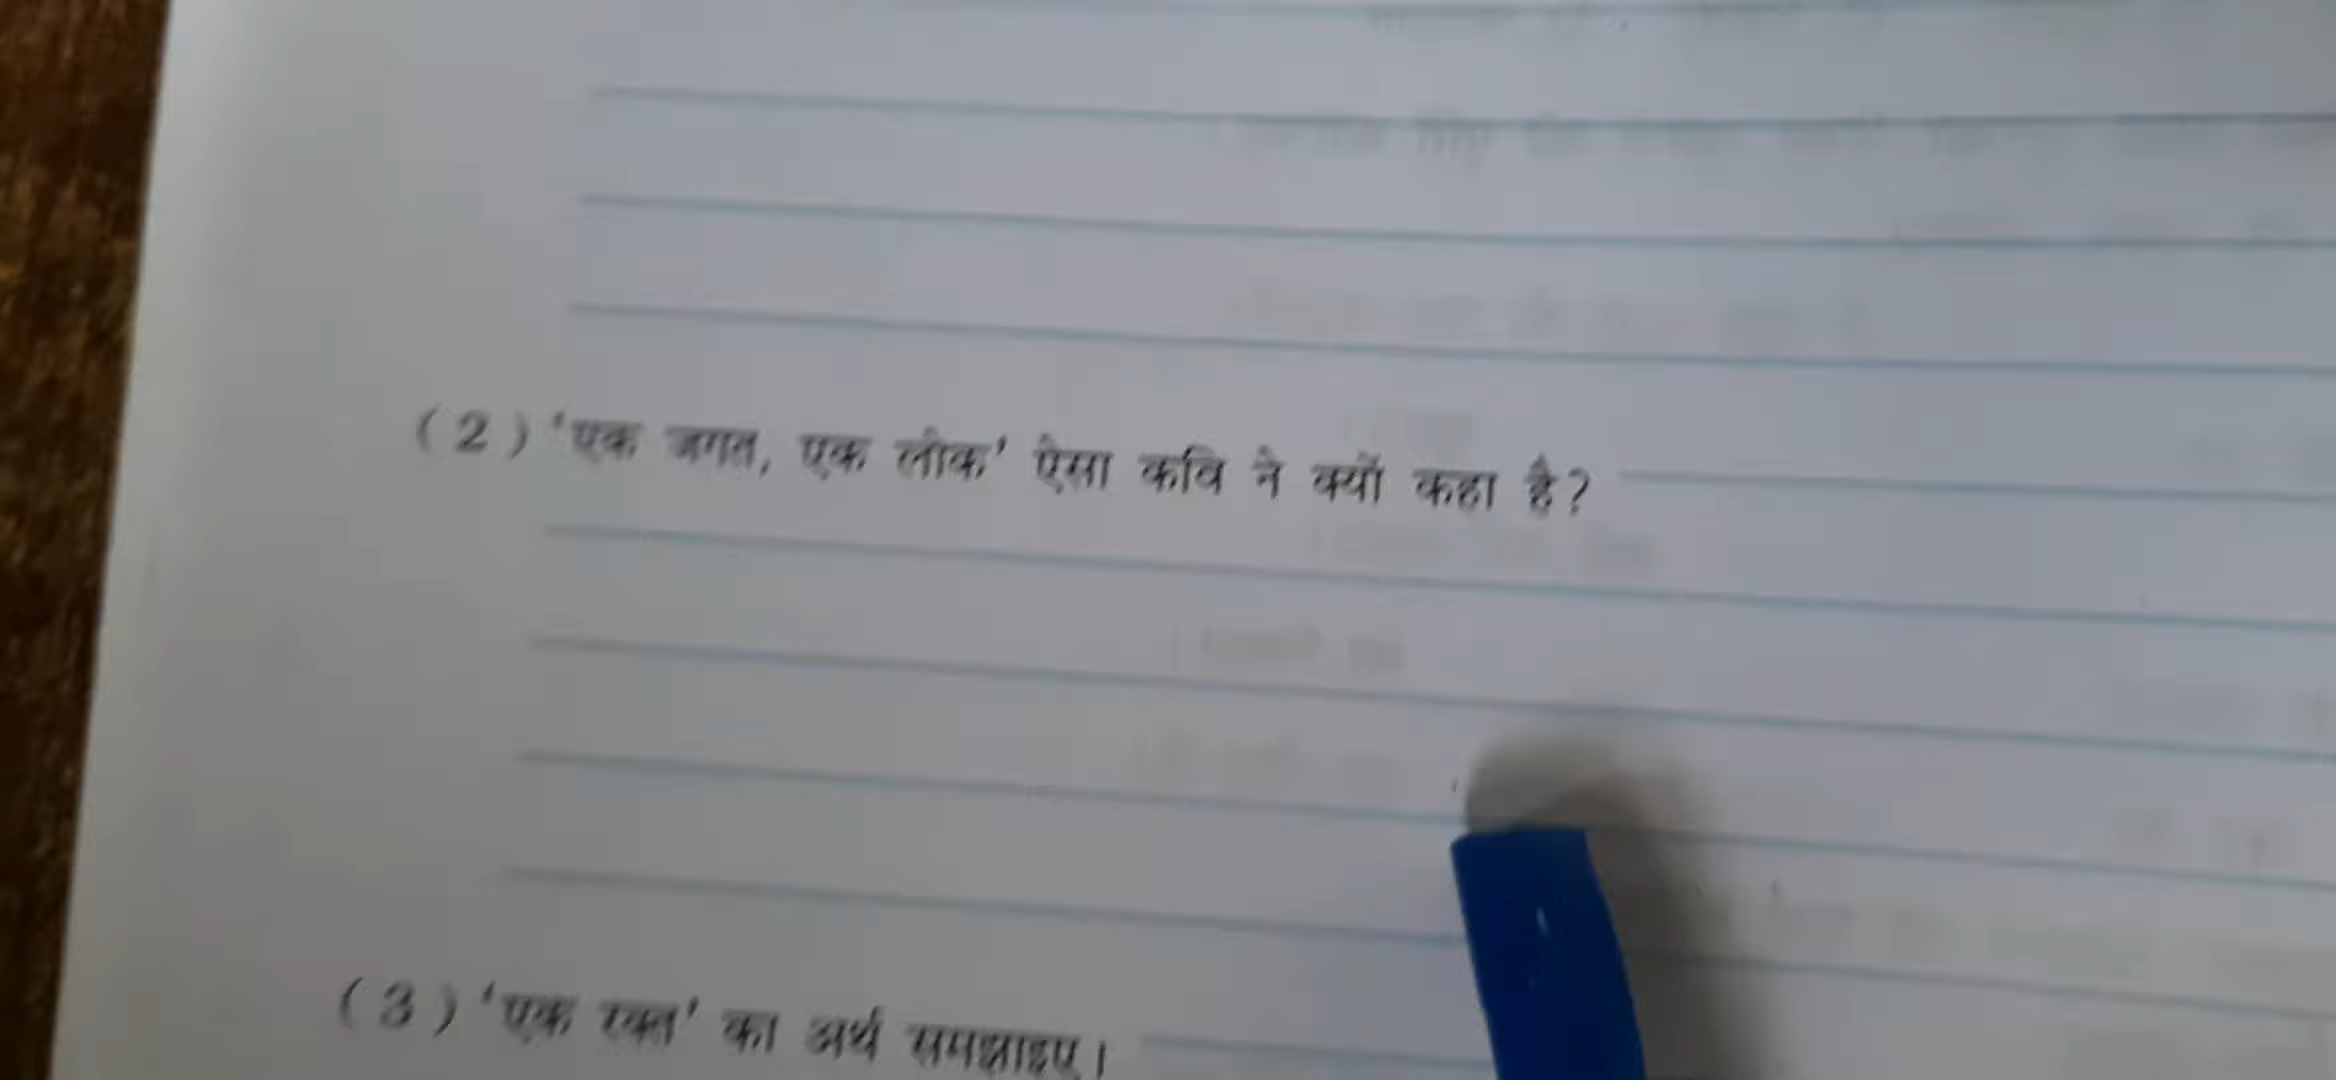 (2) 'एक जगत, एक लोक' ऐसा कवि ने क्यों कहा है?
(3) 'एक रक्त' का अर्थ समझाइए।